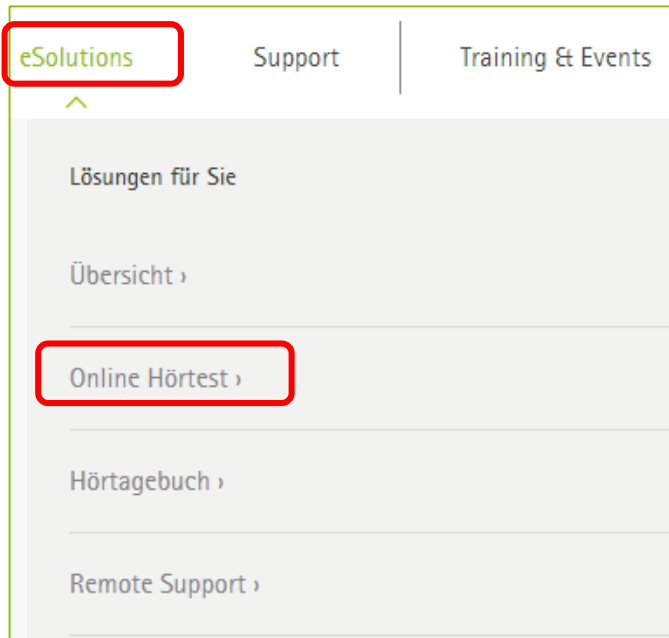 eSolutions Support Training & Events
Lösungen für Sie
Übersicht ›
Online Hörtest ›
Hörtagebuch ›
Remote Support ›